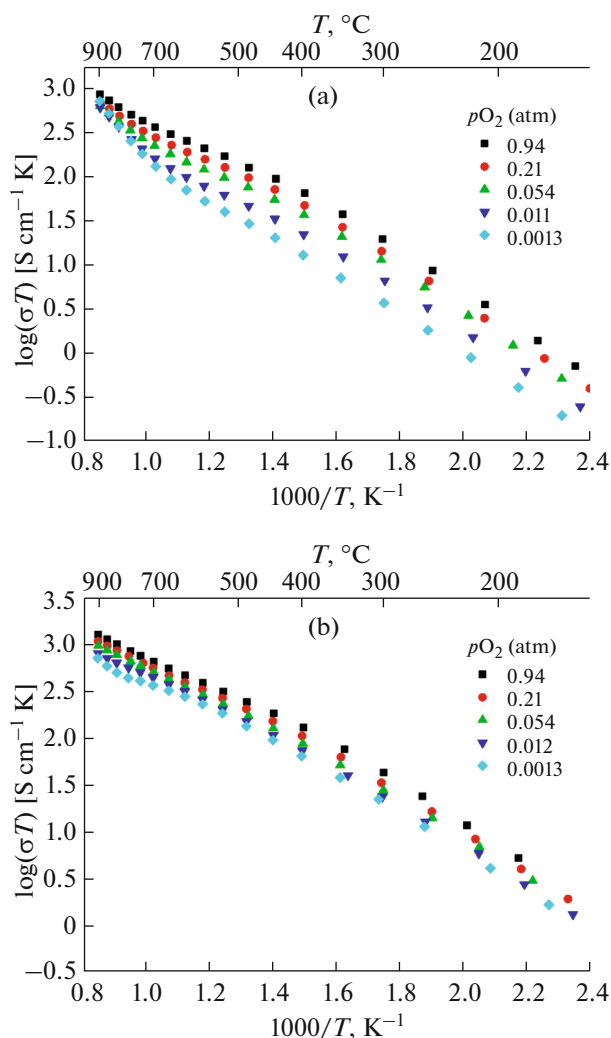 T, °C
900 700 500 400 300 200
(a)
pO₂ (atm)
0.94
0.21
0.054
0.011
0.0013
3.0
2.5
2.0
1.5
1.0
0.5
0
−0.5
−1.0
log(σT) [S cm⁻¹ K]
0.8 1.0 1.2 1.4 1.6 1.8 2.0 2.2 2.4
1000/T, K⁻¹
T, °C
900 700 500 400 300 200
(b)
pO₂ (atm)
0.94
0.21
0.054
0.012
0.0013
3.5
3.0
2.5
2.0
1.5
1.0
0.5
0
−0.5
log(σT) [S cm⁻¹ K]
0.8 1.0 1.2 1.4 1.6 1.8 2.0 2.2 2.4
1000/T, K⁻¹